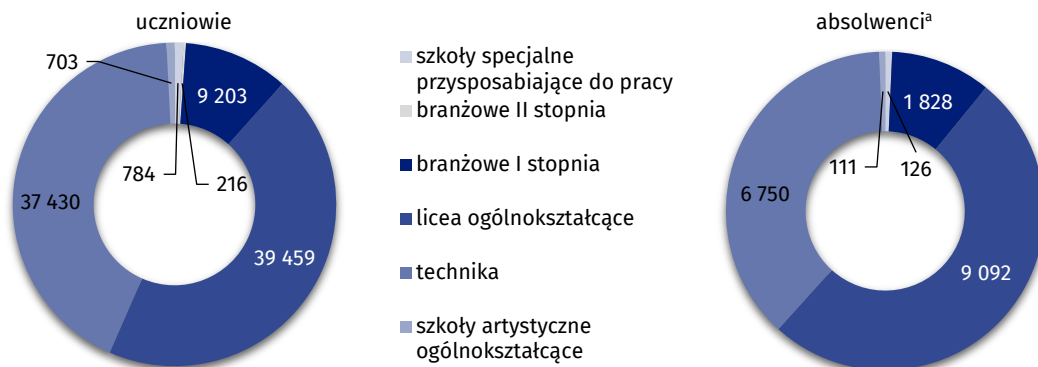 uczniowie
703
9 203
784
216
37 430
39 459
szkoły specjalne
przysposabiające do pracy
branżowe II stopnia
branżowe I stopnia
licea ogólnokształcące
technika
szkoły artystyczne
ogólnokształcące
absolwenciᵃ
1 828
111
126
6 750
9 092